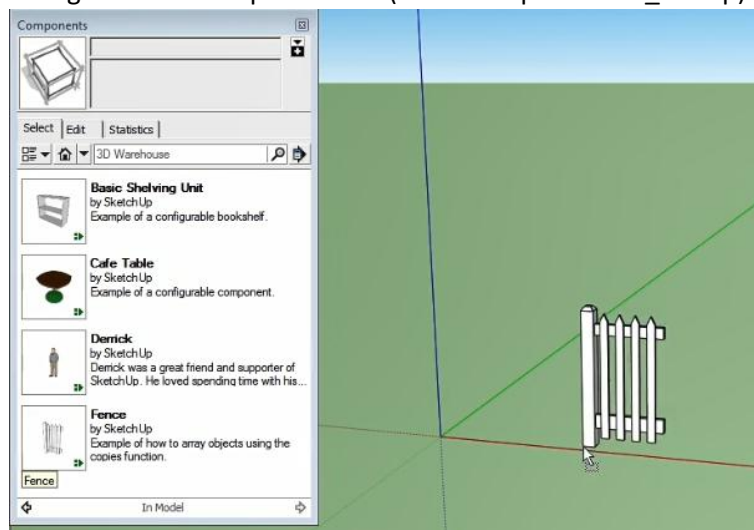 Components
Select Edit Statistics
3D Warehouse
Basic Shelving Unit
by SketchUp
Example of a configurable bookshelf.
Cafe Table
by SketchUp
Example of a configurable component.
Derrick
by SketchUp
Derrick was a great friend and supporter of
SketchUp. He loved spending time with his...
Fence
by SketchUp
Example of how to array objects using the
copies function.
Fence
In Model